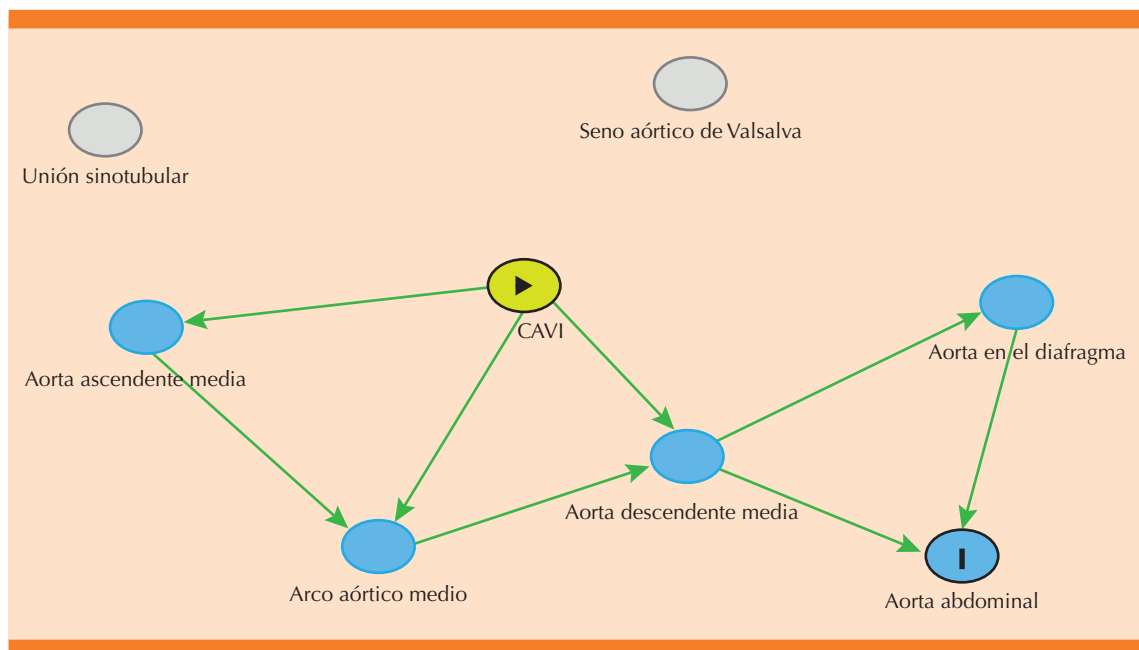 Seno aórtico de Valsalva
Unión sinotubular
CAVI
Aorta en el diafragma
Aorta ascendente media
Aorta descendente media
Arco aórtico medio
Aorta abdominal